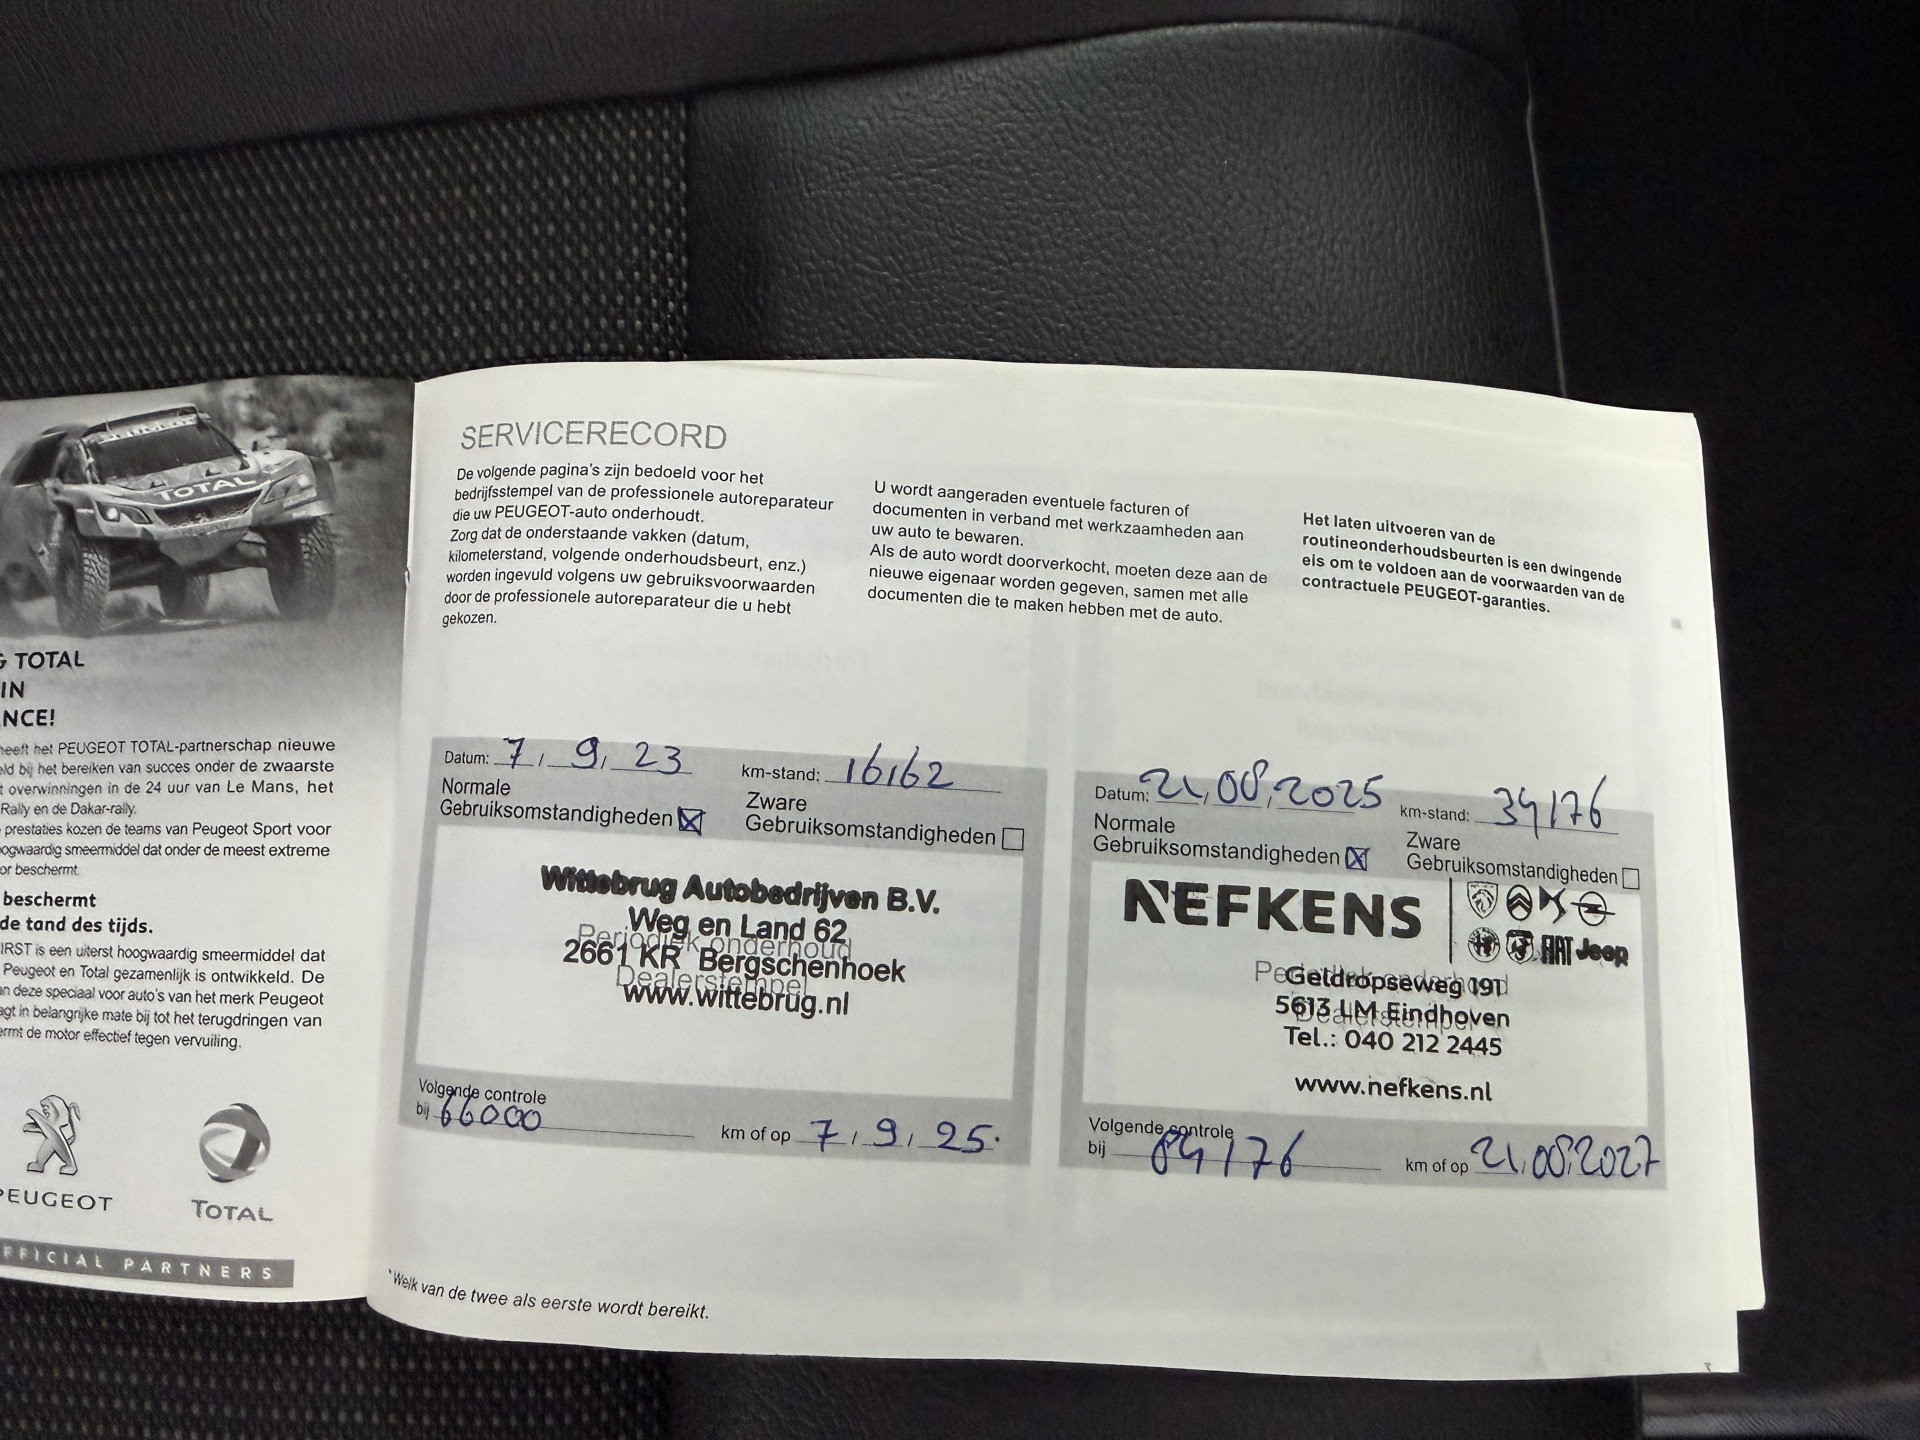 TOTAL
G TOTAL
IN
NCE!
heeft het PEUGEOT TOTAL-partnerschap nieuwe
ld bij het bereiken van succes onder de zwaarste
t overwinningen in de 24 uur van Le Mans, het
Rally en de Dakar-rally.
prestaties kozen de teams van Peugeot Sport voor
oogwaardig smeermiddel dat onder de meest extreme
or beschermt.
beschermt
de tand des tijds.
IRST is een uiterst hoogwaardig smeermiddel dat
Peugeot en Total gezamenlijk is ontwikkeld. De
an deze speciaal voor auto's van het merk Peugeot
agt in belangrijke mate bij tot het terugdringen van
ermt de motor effectief tegen vervuiling.
PEUGEOT
TOTAL
FFICIAL PARTNERS
SERVICERECORD
De volgende pagina's zijn bedoeld voor het
bedrijfsstempel van de professionele autoreparateur
die uw PEUGEOT-auto onderhoudt.
Zorg dat de onderstaande vakken (datum,
kilometerstand, volgende onderhoudsbeurt, enz.)
worden ingevuld volgens uw gebruiksvoorwaarden
door de professionele autoreparateur die u hebt
gekozen.
U wordt aangeraden eventuele facturen of
documenten in verband met werkzaamheden aan
uw auto te bewaren.
Als de auto wordt doorverkocht, moeten deze aan de
nieuwe eigenaar worden gegeven, samen met alle
documenten die te maken hebben met de auto.
Het laten uitvoeren van de
routineonderhoudsbeurten is een dwingende
eis om te voldoen aan de voorwaarden van de
contractuele PEUGEOT-garanties.
Datum: 7 / 9 / 23 km-stand: 16162
Normale
Gebruiksomstandigheden
Zware
Gebruiksomstandigheden
Wittebrug Autobedrijven B.V.
Weg en Land 62
Periodiek onderhoud
2661 KR Bergschenhoek
Dealerstempel
www.wittebrug.nl
Volgende controle
bij 66000 km of op 7 / 9 / 25.
Datum: 21/08/2025 km-stand: 34176
Normale
Gebruiksomstandigheden
Zware
Gebruiksomstandigheden
NEFKENS
FIAT Jeep
Periodiek onderhoud
Geldropseweg 191
5613 LM Eindhoven
Dealerstempel
Tel.: 040 212 2445
www.nefkens.nl
Volgende controle
bij 84176 km of op 21/08/2027
*Welk van de twee als eerste wordt bereikt.
7